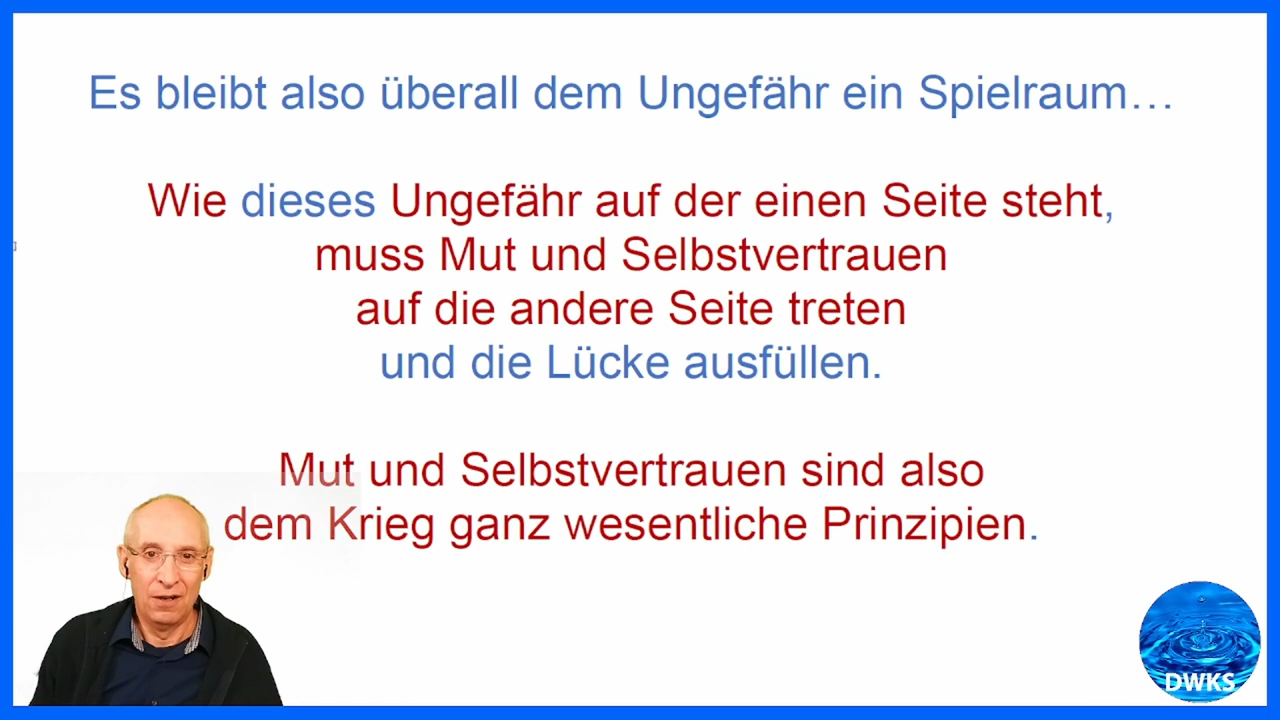 Es bleibt also überall dem Ungefähr ein Spielraum…
Wie dieses Ungefähr auf der einen Seite steht,
muss Mut und Selbstvertrauen
auf die andere Seite treten
und die Lücke ausfüllen.
Mut und Selbstvertrauen sind also
dem Krieg ganz wesentliche Prinzipien.
DWKS